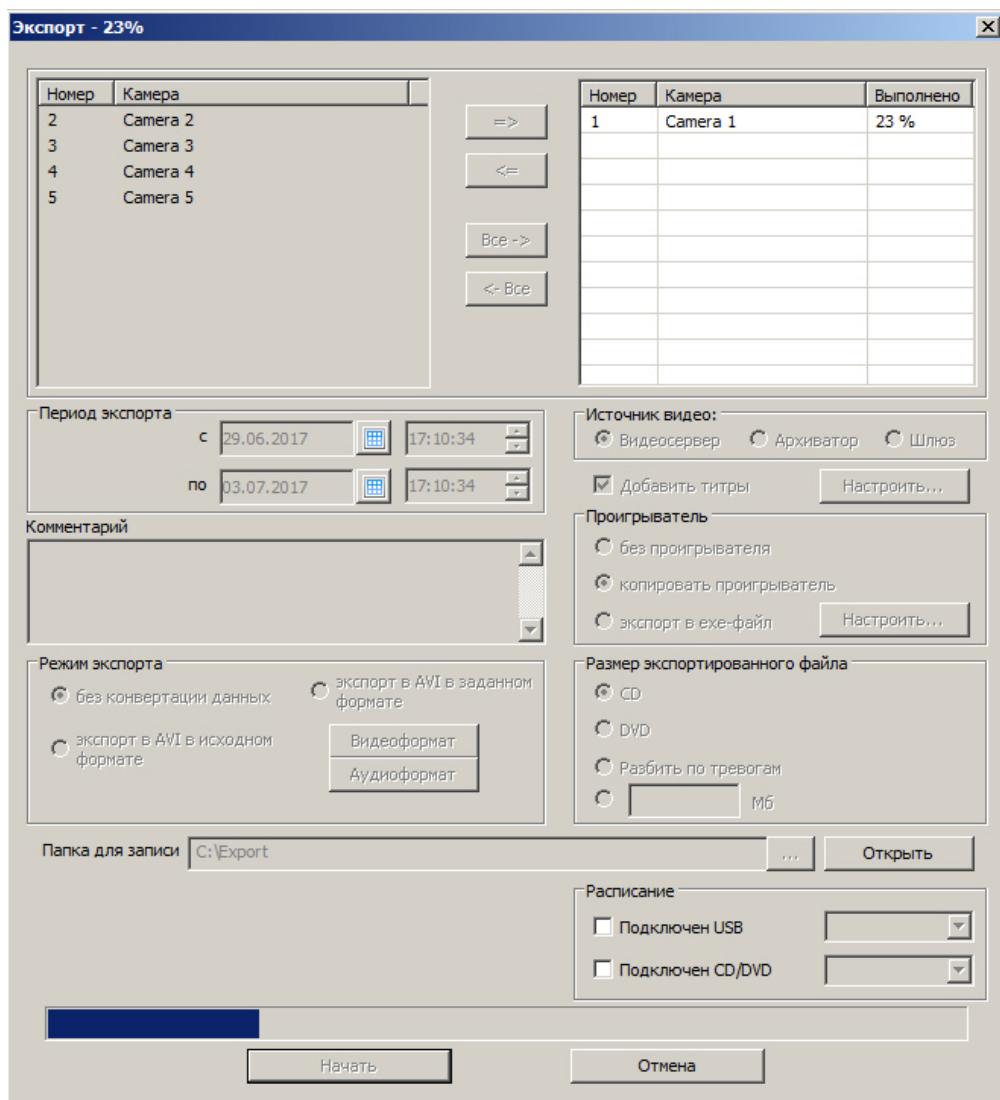 Экспорт - 23%
Номер Камера
2 Camera 2
3 Camera 3
4 Camera 4
5 Camera 5
=>
<=
Все ->
<- Все
Номер Камера Выполнено
1 Camera 1 23 %
Период экспорта
с 29.06.2017 17:10:34
по 03.07.2017 17:10:34
Источник видео:
Видеосервер Архиватор Шлюз
Добавить титры Настроить...
Комментарий
Проигрыватель
без проигрывателя
копировать проигрыватель
экспорт в exe-файл Настроить...
Режим экспорта
без конвертации данных
экспорт в AVI в заданном
формате
экспорт в AVI в исходном
формате
Видеоформат
Аудиоформат
Размер экспортированного файла
CD
DVD
Разбить по тревогам
Мб
Папка для записи C:\Export ... Открыть
Расписание
Подключен USB
Подключен CD/DVD
Начать Отмена